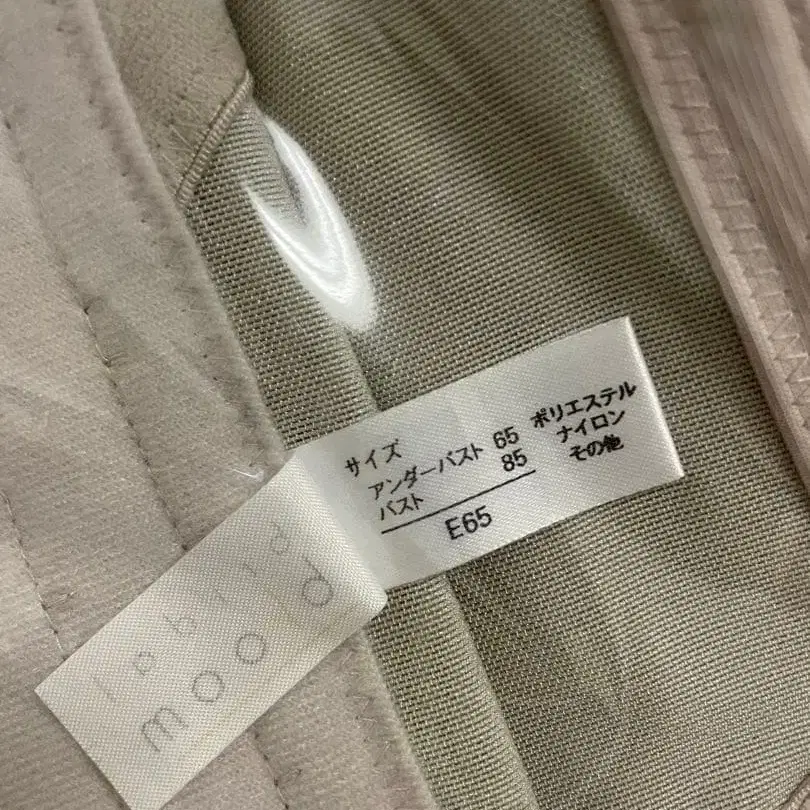 サイズ
アンダーバスト 65
バスト 85
E65
ポリエステル
ナイロン
その他